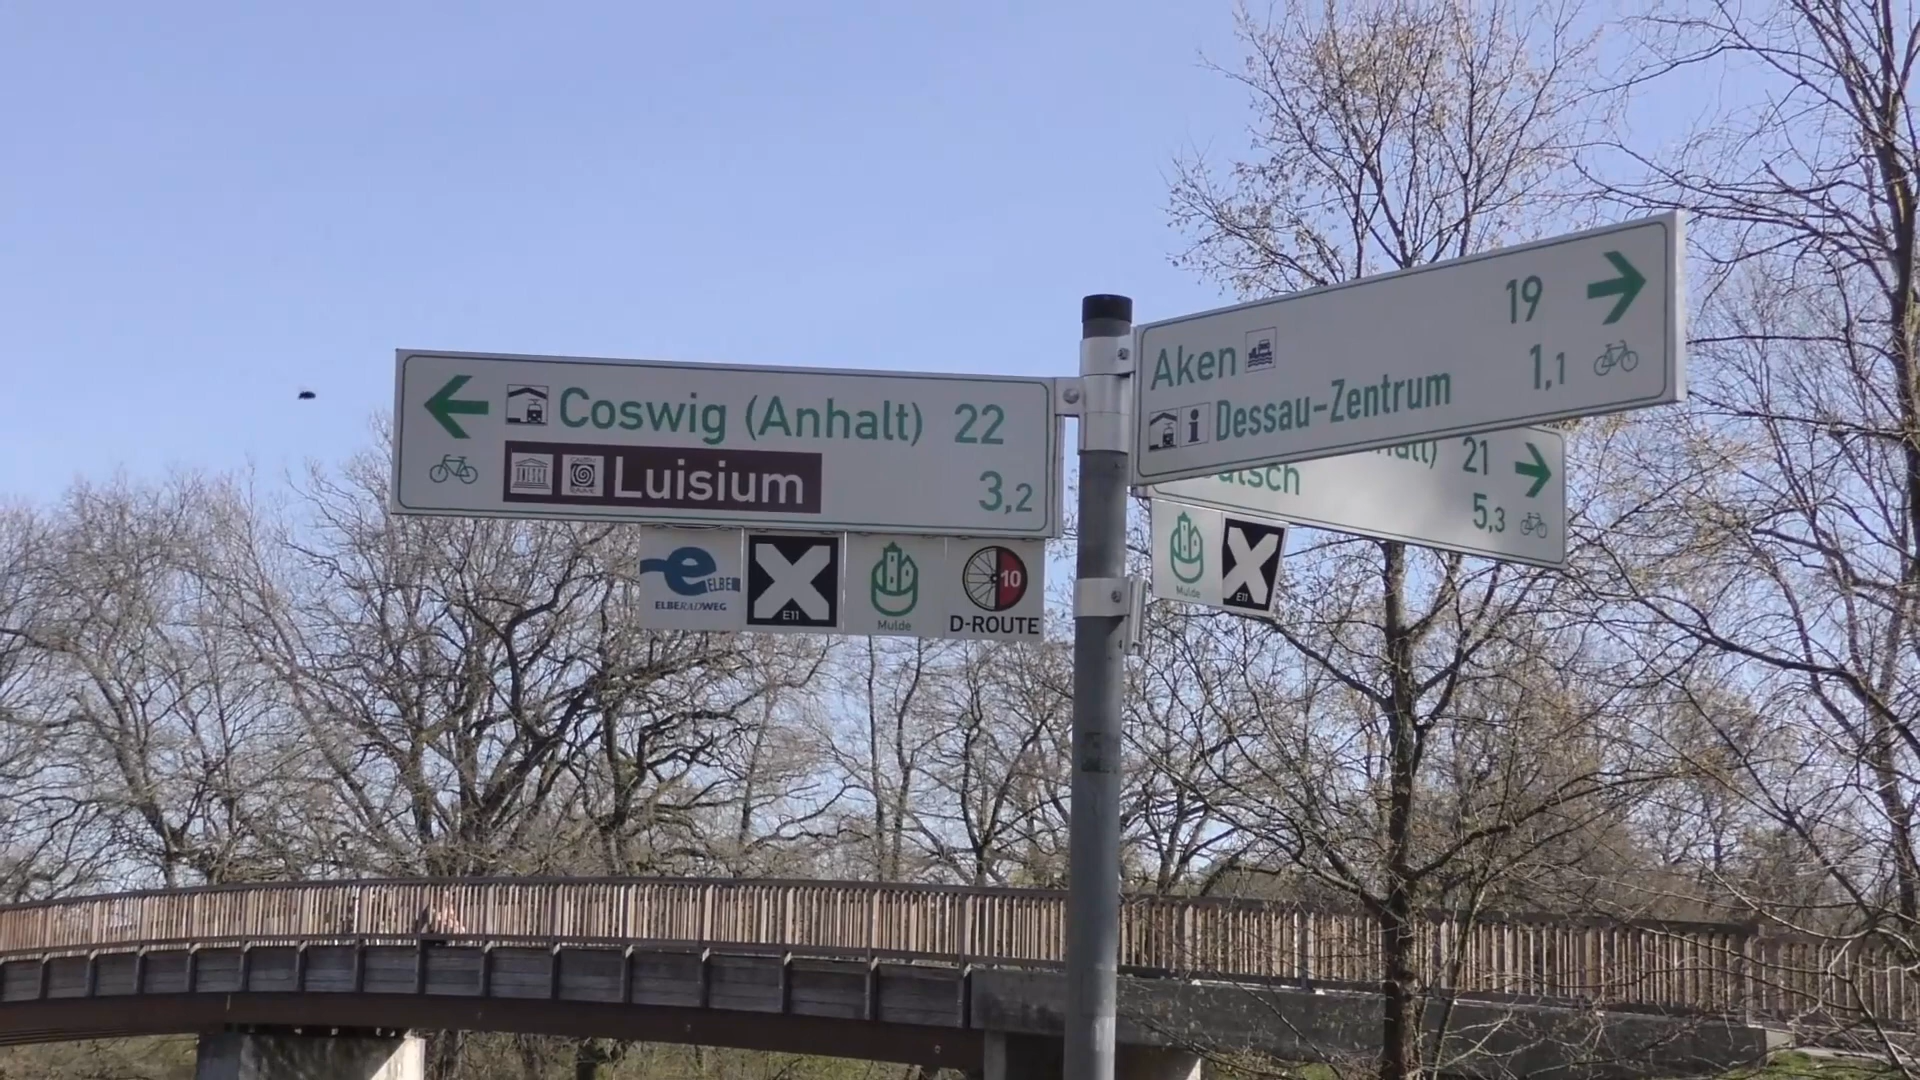 Coswig (Anhalt) 22
Luisium 3,2
ELBE
ELBERADWEG
E11
Mulde
10
D-ROUTE
Aken 19
i Dessau-Zentrum 1,1
21
5,3
Mulde
E11